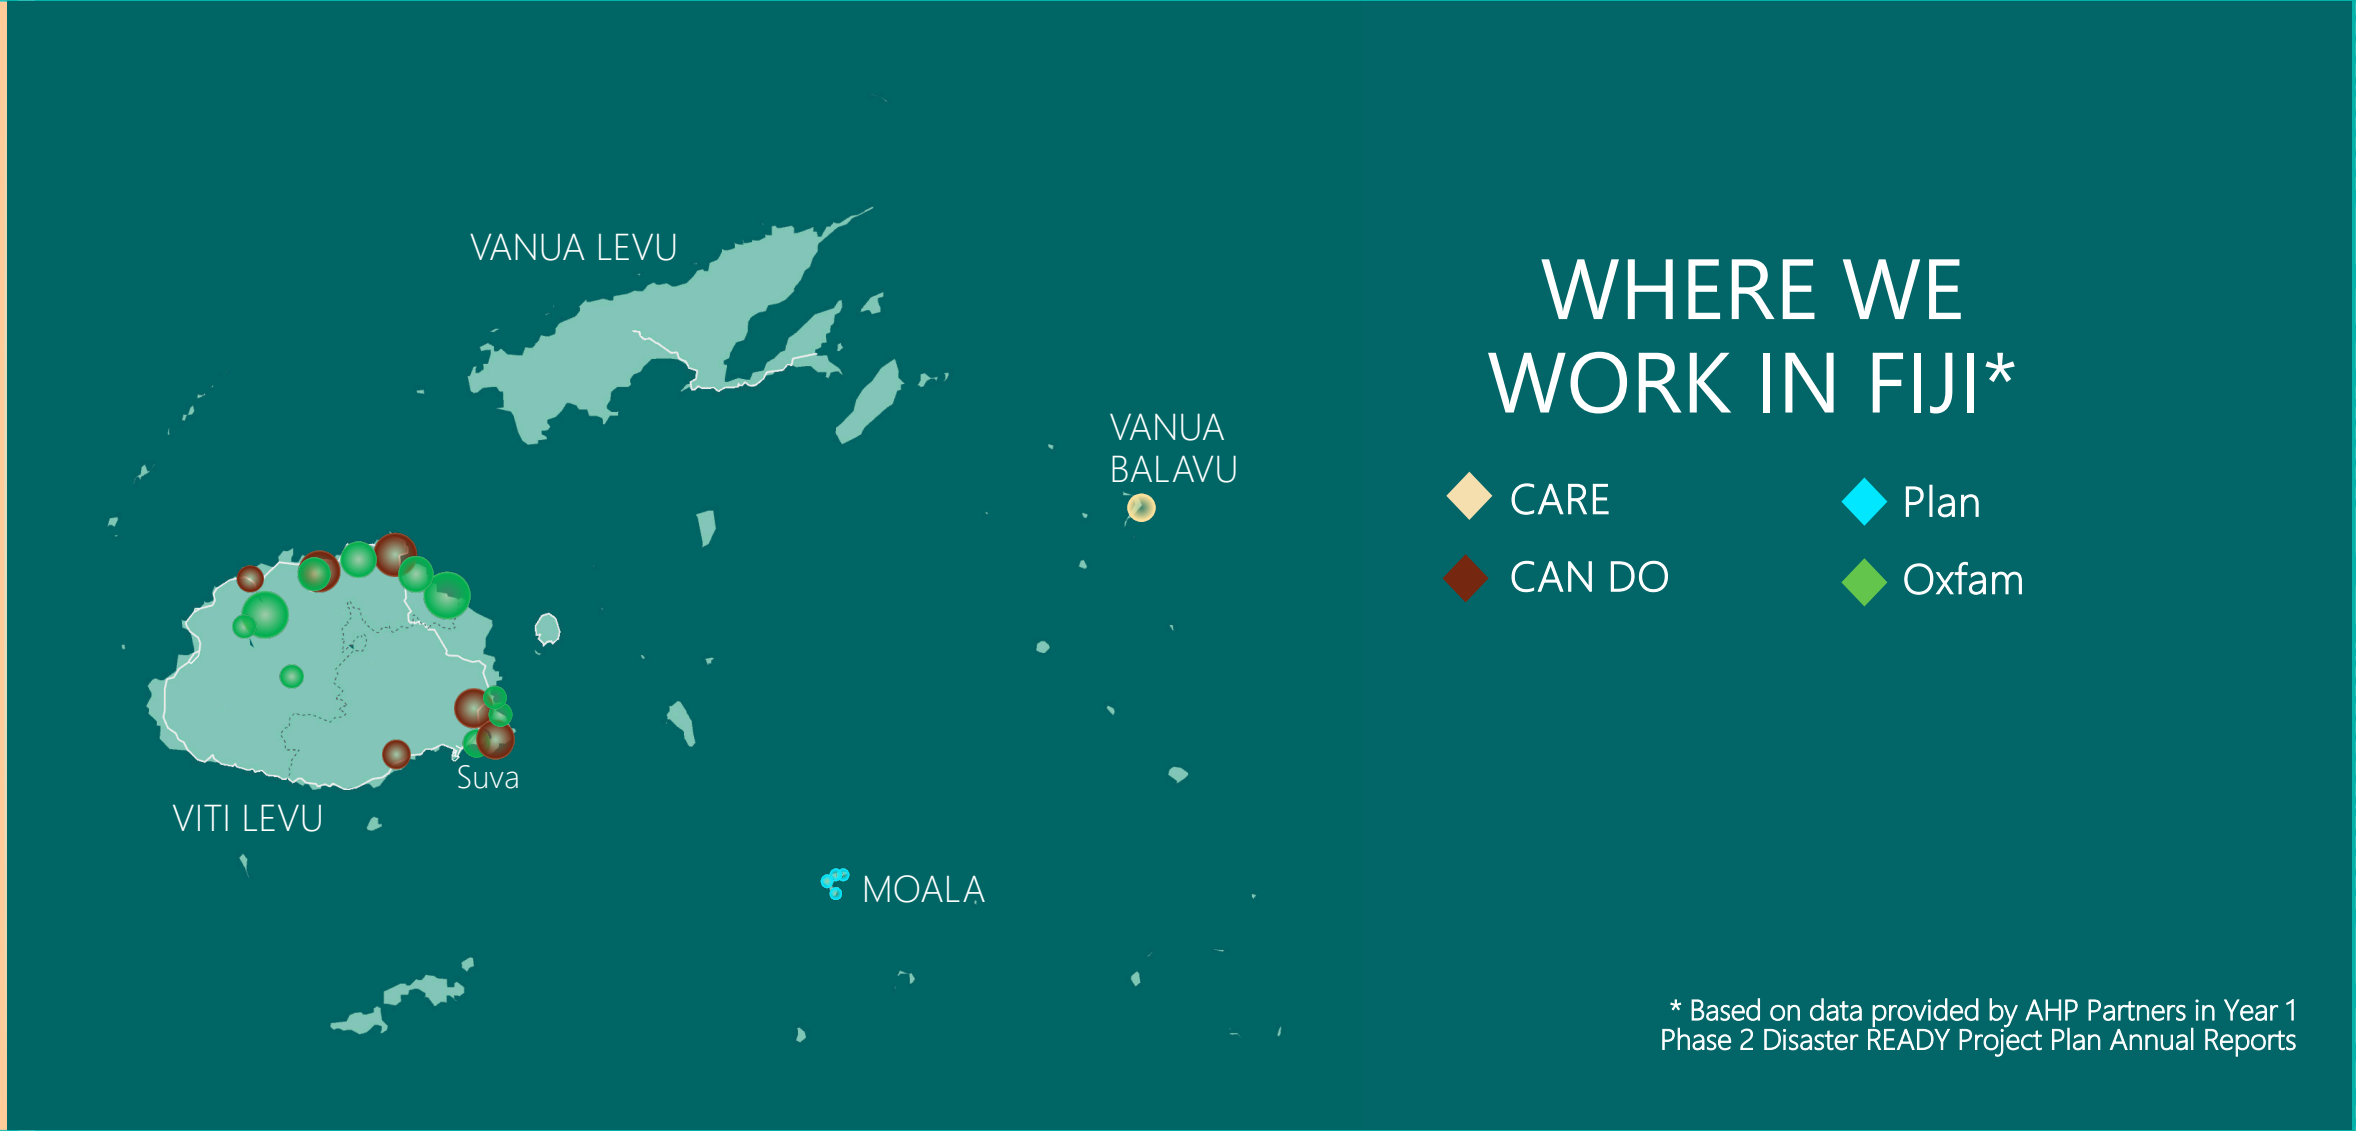 VANUA LEVU
VANUA
BALAVU
Suva
VITI LEVU
MOALA
WHERE WE
WORK IN FIJI*
CARE
Plan
CAN DO
Oxfam
* Based on data provided by AHP Partners in Year 1
Phase 2 Disaster READY Project Plan Annual Reports